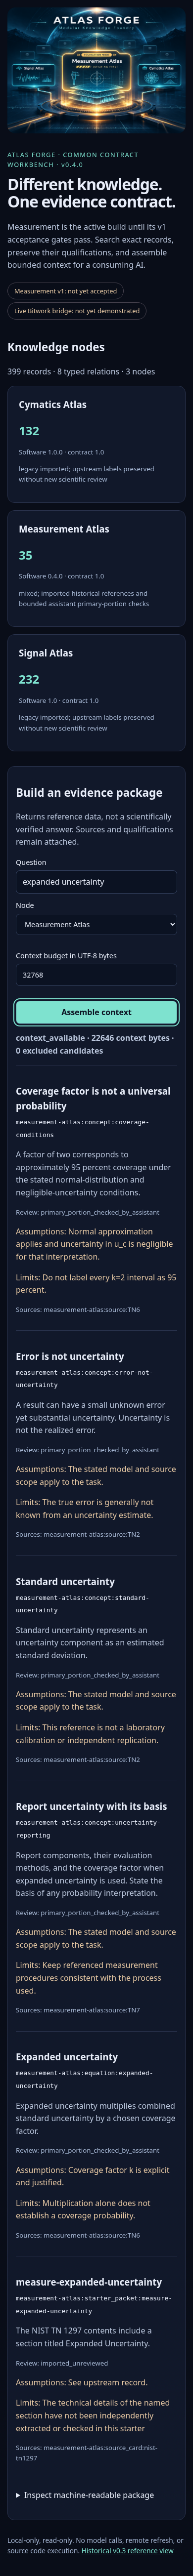 ATLAS FORGE
Modular Knowledge Foundry
Signal Atlas
Measurement Atlas
Cymatics Atlas
ATLAS FORGE · COMMON CONTRACT
WORKBENCH · v0.4.0
Different knowledge.
One evidence contract.
Measurement is the active build until its v1
acceptance gates pass. Search exact records,
preserve their qualifications, and assemble
bounded context for a consuming AI.
Measurement v1: not yet accepted
Live Bitwork bridge: not yet demonstrated
Knowledge nodes
399 records · 8 typed relations · 3 nodes
Cymatics Atlas
132
Software 1.0.0 · contract 1.0
legacy imported; upstream labels preserved
without new scientific review
Measurement Atlas
35
Software 0.4.0 · contract 1.0
mixed; imported historical references and
bounded assistant primary-portion checks
Signal Atlas
232
Software 1.0 · contract 1.0
legacy imported; upstream labels preserved
without new scientific review
Build an evidence package
Returns reference data, not a scientifically
verified answer. Sources and qualifications
remain attached.
Question
expanded uncertainty
Node
Measurement Atlas
Context budget in UTF-8 bytes
32768
Assemble context
context_available · 22646 context bytes ·
0 excluded candidates
Coverage factor is not a universal
probability
measurement-atlas:concept:coverage-
conditions
A factor of two corresponds to
approximately 95 percent coverage under
the stated normal-distribution and
negligible-uncertainty conditions.
Review: primary_portion_checked_by_assistant
Assumptions: Normal approximation
applies and uncertainty in u_c is negligible
for that interpretation.
Limits: Do not label every k=2 interval as 95
percent.
Sources: measurement-atlas:source:TN6
Error is not uncertainty
measurement-atlas:concept:error-not-
uncertainty
A result can have a small unknown error
yet substantial uncertainty. Uncertainty is
not the realized error.
Review: primary_portion_checked_by_assistant
Assumptions: The stated model and source
scope apply to the task.
Limits: The true error is generally not
known from an uncertainty estimate.
Sources: measurement-atlas:source:TN2
Standard uncertainty
measurement-atlas:concept:standard-
uncertainty
Standard uncertainty represents an
uncertainty component as an estimated
standard deviation.
Review: primary_portion_checked_by_assistant
Assumptions: The stated model and source
scope apply to the task.
Limits: This reference is not a laboratory
calibration or independent replication.
Sources: measurement-atlas:source:TN2
Report uncertainty with its basis
measurement-atlas:concept:uncertainty-
reporting
Report components, their evaluation
methods, and the coverage factor when
expanded uncertainty is used. State the
basis of any probability interpretation.
Review: primary_portion_checked_by_assistant
Assumptions: The stated model and source
scope apply to the task.
Limits: Keep referenced measurement
procedures consistent with the process
used.
Sources: measurement-atlas:source:TN7
Expanded uncertainty
measurement-atlas:equation:expanded-
uncertainty
Expanded uncertainty multiplies combined
standard uncertainty by a chosen coverage
factor.
Review: primary_portion_checked_by_assistant
Assumptions: Coverage factor k is explicit
and justified.
Limits: Multiplication alone does not
establish a coverage probability.
Sources: measurement-atlas:source:TN6
measure-expanded-uncertainty
measurement-atlas:starter_packet:measure-
expanded-uncertainty
The NIST TN 1297 contents include a
section titled Expanded Uncertainty.
Review: imported_unreviewed
Assumptions: See upstream record.
Limits: The technical details of the named
section have not been independently
extracted or checked in this starter
Sources: measurement-atlas:source_card:nist-
tn1297
Inspect machine-readable package
Local-only, read-only. No model calls, remote refresh, or
source code execution. Historical v0.3 reference view